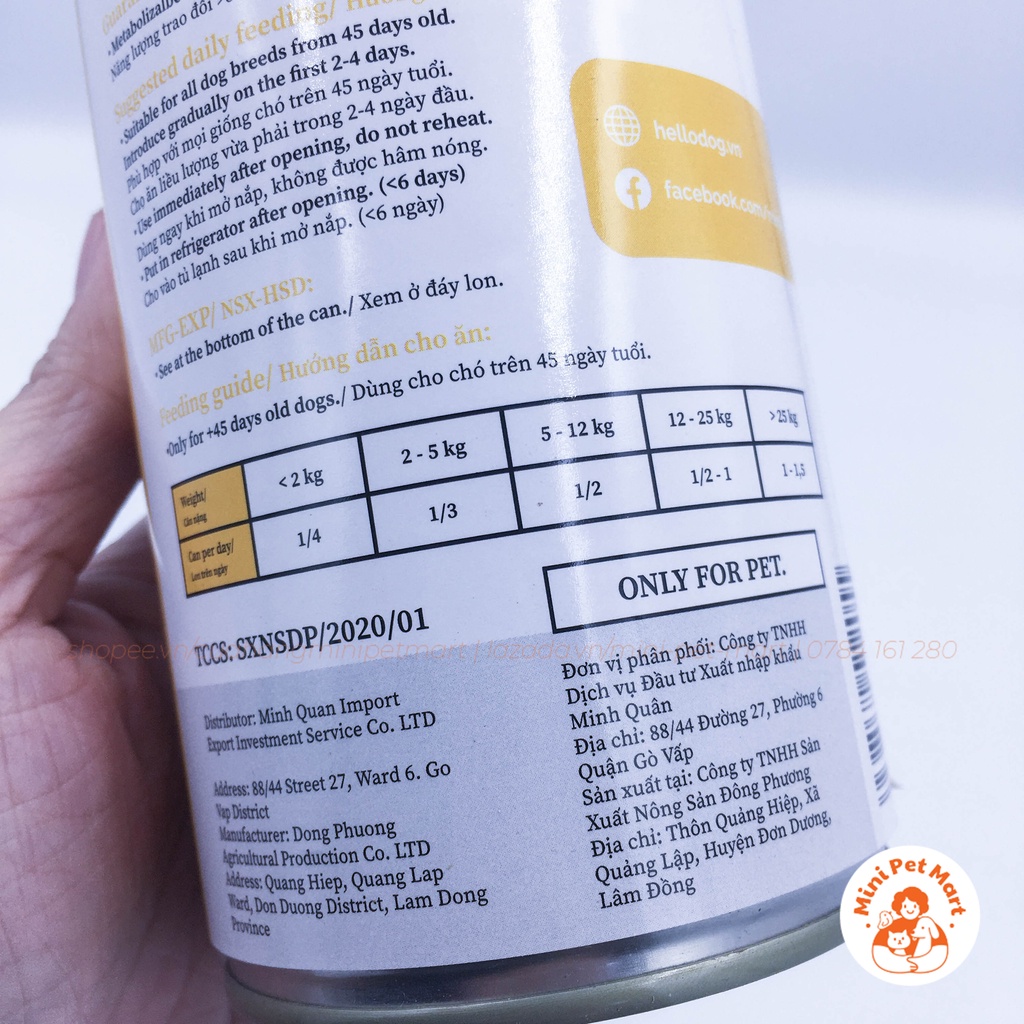 Suggested daily feeding/
• Suitable for all dog breeds from 45 days old.
Introduce gradually on the first 2-4 days.
Phù hợp với mọi giống chó trên 45 ngày tuổi.
Cho ăn liều lượng vừa phải trong 2-4 ngày đầu.
• Use immediately after opening, do not reheat.
Dùng ngay khi mở nắp, không được hâm nóng.
• Put in refrigerator after opening. (<6 days)
Cho vào tủ lạnh sau khi mở nắp. (<6 ngày)
MFG-EXP/ NSX-HSD:
• See at the bottom of the can./ Xem ở đáy lon.
Feeding guide/ Hướng dẫn cho ăn:
•Only for +45 days old dogs./ Dùng cho chó trên 45 ngày tuổi.
Weight/
Cân nặng
< 2 kg
2 - 5 kg
5 - 12 kg
12 - 25 kg
> 25 kg
Can per day/
Lon trên ngày
1/4
1/3
1/2
1/2 - 1
1 - 1,5
hellodog.vn
facebook.com/
ONLY FOR PET.
TCCS: SXNSDP/2020/01
Distributor: Minh Quan Import
Export Investment Service Co. LTD
Address: 88/44 Street 27, Ward 6. Go
Vap District
Manufacturer: Dong Phuong
Agricultural Production Co. LTD
Address: Quang Hiep, Quang Lap
Ward, Don Duong District, Lam Dong
Province
Đơn vị phân phối: Công ty TNHH
Dịch vụ Đầu tư Xuất nhập khẩu
Minh Quân
Địa chỉ: 88/44 Đường 27, Phường 6
Quận Gò Vấp
Sản xuất tại: Công ty TNHH Sản
Xuất Nông Sản Đông Phương
Địa chỉ: Thôn Quảng Hiệp, Xã
Quảng Lập, Huyện Đơn Dương,
Lâm Đồng
Mini Pet Mart